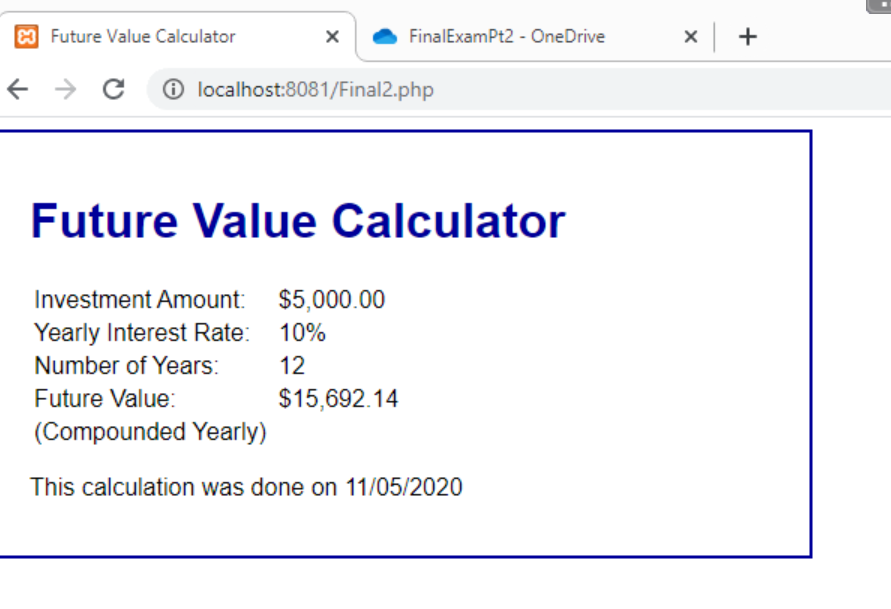 Future Value Calculator
FinalExamPt2 - OneDrive
localhost:8081/Final2.php
Future Value Calculator
Investment Amount: $5,000.00
Yearly Interest Rate: 10%
Number of Years: 12
Future Value: $15,692.14
(Compounded Yearly)
This calculation was done on 11/05/2020